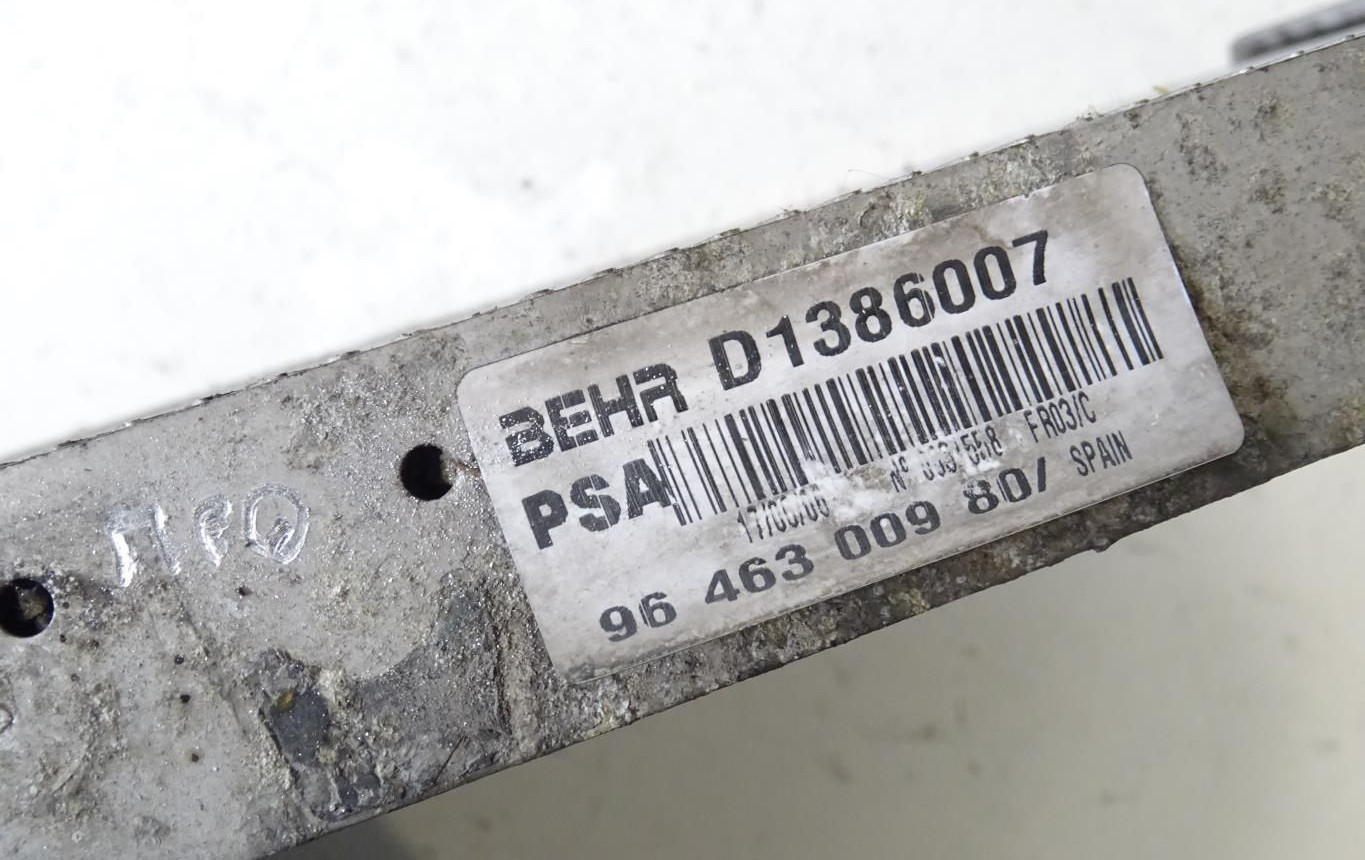 BEHR D1386007
PSA
FR03/C
96 463 009 80/ SPAIN